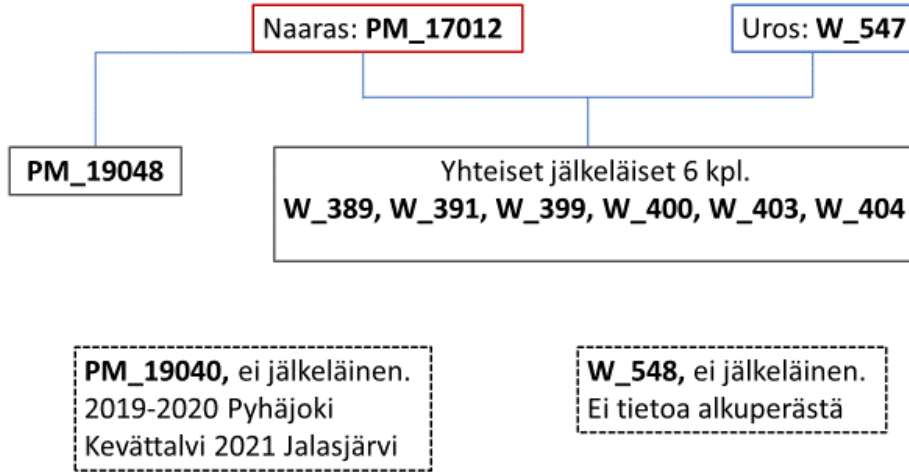 Naaras: PM_17012
Uros: W_547
PM_19048
Yhteiset jälkeläiset 6 kpl.
W_389, W_391, W_399, W_400, W_403, W_404
PM_19040, ei jälkeläinen.
2019-2020 Pyhäjoki
Kevättalvi 2021 Jalasjärvi
W_548, ei jälkeläinen.
Ei tietoa alkuperästä